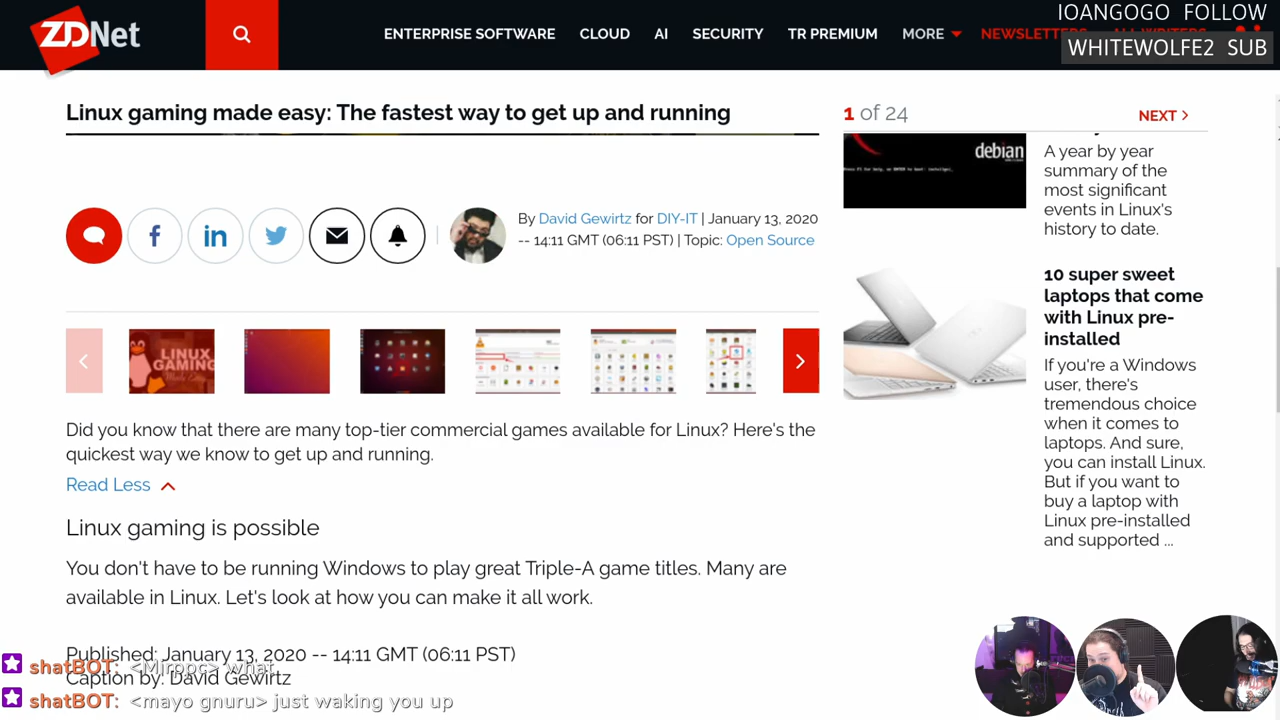 IOANGOGO FOLLOW
WHITEWOLFE2 SUB
ZDNet
ENTERPRISE SOFTWARE
CLOUD
AI
SECURITY
TR PREMIUM
MORE
NEWSLETTERS
ALL WRITERS
Linux gaming made easy: The fastest way to get up and running
1 of 24
NEXT
debian
A year by year
summary of the
most significant
events in Linux's
history to date.
By David Gewirtz for DIY-IT | January 13, 2020
-- 14:11 GMT (06:11 PST) | Topic: Open Source
10 super sweet
laptops that come
with Linux pre-
installed
If you're a Windows
user, there's
tremendous choice
when it comes to
laptops. And sure,
you can install Linux.
But if you want to
buy a laptop with
Linux pre-installed
and supported ...
LINUX
GAMING
Did you know that there are many top-tier commercial games available for Linux? Here's the
quickest way we know to get up and running.
Read Less
Linux gaming is possible
You don't have to be running Windows to play great Triple-A game titles. Many are
available in Linux. Let's look at how you can make it all work.
Published: January 13, 2020 -- 14:11 GMT (06:11 PST)
shatBOT: <Mirppc> what
Caption by: David Gewirtz
shatBOT: <mayo gnuru> just waking you up